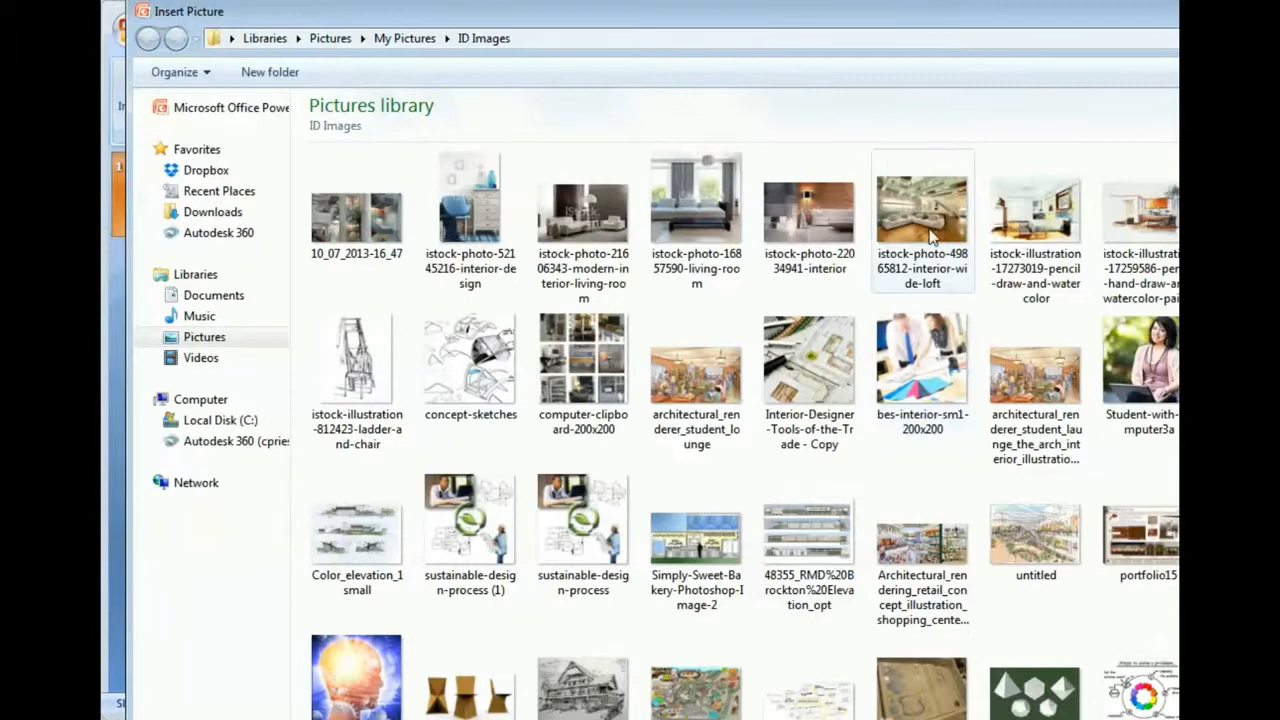 Insert Picture
Libraries
Pictures
My Pictures
ID Images
Organize
New folder
Microsoft Office Powe
Pictures library
ID Images
Favorites
Dropbox
Recent Places
Downloads
Autodesk 360
Libraries
Documents
Music
Pictures
Videos
Computer
Local Disk (C:)
Autodesk 360 (cprie
Network
10_07_2013-16_47
istock-photo-521
45216-interior-de
sign
istock-photo-216
06343-modern-in
terior-living-roo
m
istock-photo-168
57590-living-roo
m
istock-photo-220
34941-interior
istock-photo-498
65812-interior-wi
de-loft
istock-illustration
-17273019-pencil
-draw-and-water
color
istock-illustrati
-17259586-pen
-hand-draw-a
watercolor-pai
istock-illustration
-812423-ladder-a
nd-chair
concept-sketches
computer-clipbo
ard-200x200
architectural_re
nderer_student_lo
unge
Interior-Designer
-Tools-of-the-Tr
ade - Copy
bes-interior-sm1-
200x200
architectural_re
nderer_student_lau
nge_the_arch_int
erior_illustratio...
Student-with-
mputer3a
Color_elevation_1
small
sustainable-desig
n-process (1)
sustainable-desig
n-process
Simply-Sweet-Ba
kery-Photoshop-I
mage-2
48355_RMD%20B
rockton%20Eleva
tion_opt
Architectural_ren
dering_retail_con
cept_illustration_
shopping_cente...
untitled
portfolio15